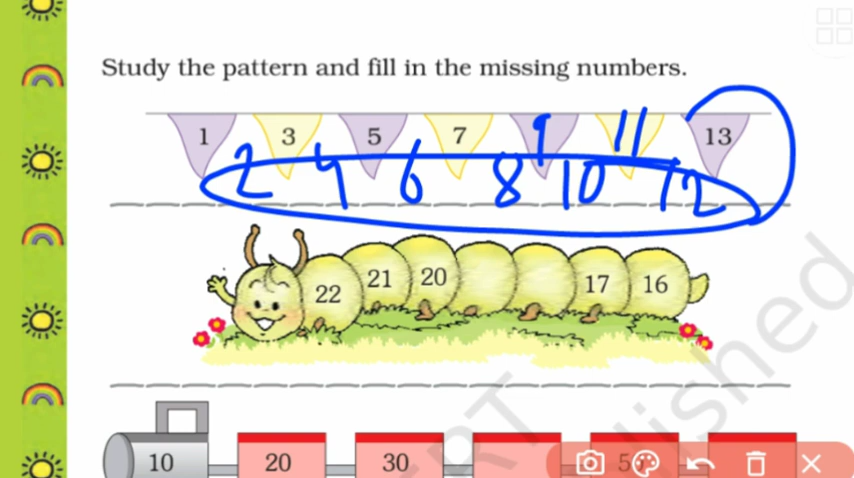 Study the pattern and fill in the missing numbers.
1 3 5 7 9 11 13
2 4 6 8 10 12
22 21 20 17 16
10 20 30